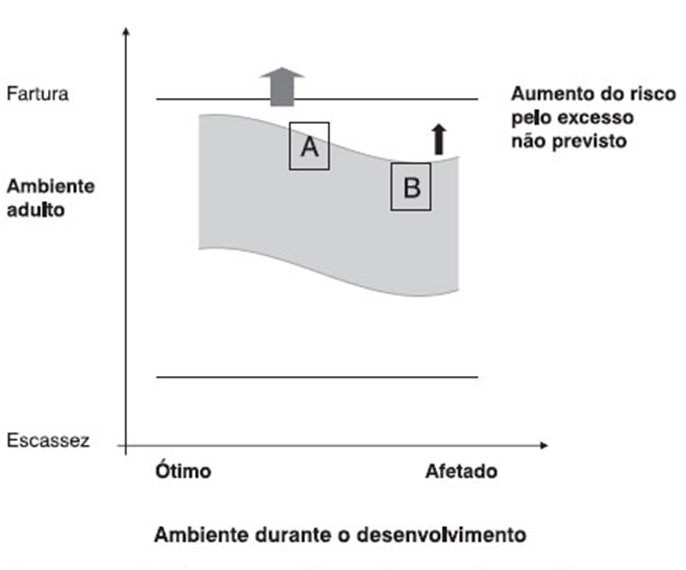 Fartura
Aumento do risco
pelo excesso
não previsto
A
B
Ambiente
adulto
Escassez
Ótimo
Afetado
Ambiente durante o desenvolvimento